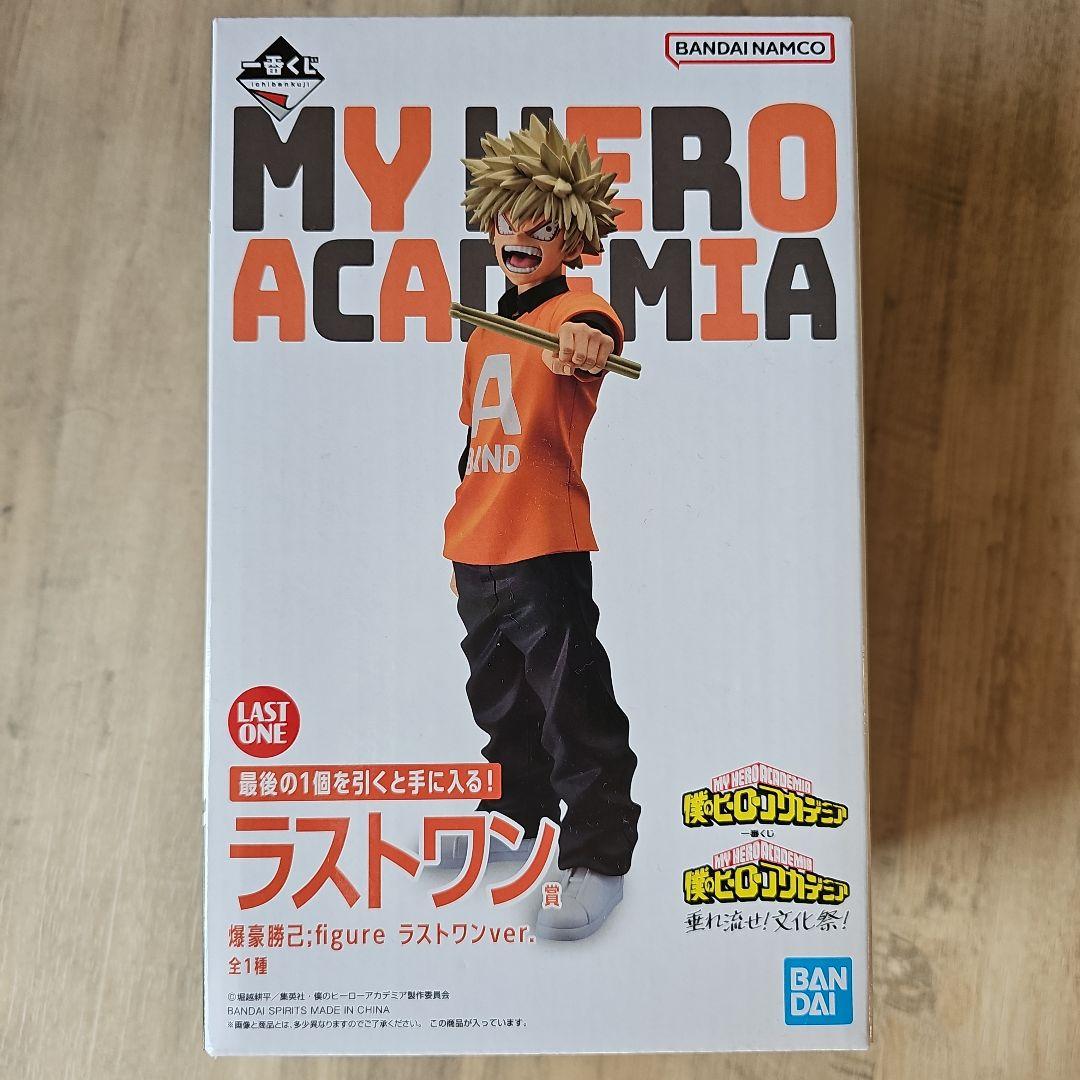 一番くじ
ichibankuji
BANDAI NAMCO
MY HERO
ACADEMIA
A
BAND
LAST
ONE
最後の1個を引くと手に入る!
ラストワン賞
爆豪勝己;figure ラストワンver.
全1種
©堀越耕平/集英社・僕のヒーローアカデミア製作委員会
BANDAI SPIRITS MADE IN CHINA
※画像と商品とは、多少異なりますのでご了承ください。 この商品が入っています。
MY HERO ACADEMIA
僕のヒーローアカデミア
一番くじ
MY HERO ACADEMIA
僕のヒーローアカデミア
垂れ流せ!文化祭!
BAN
DAI